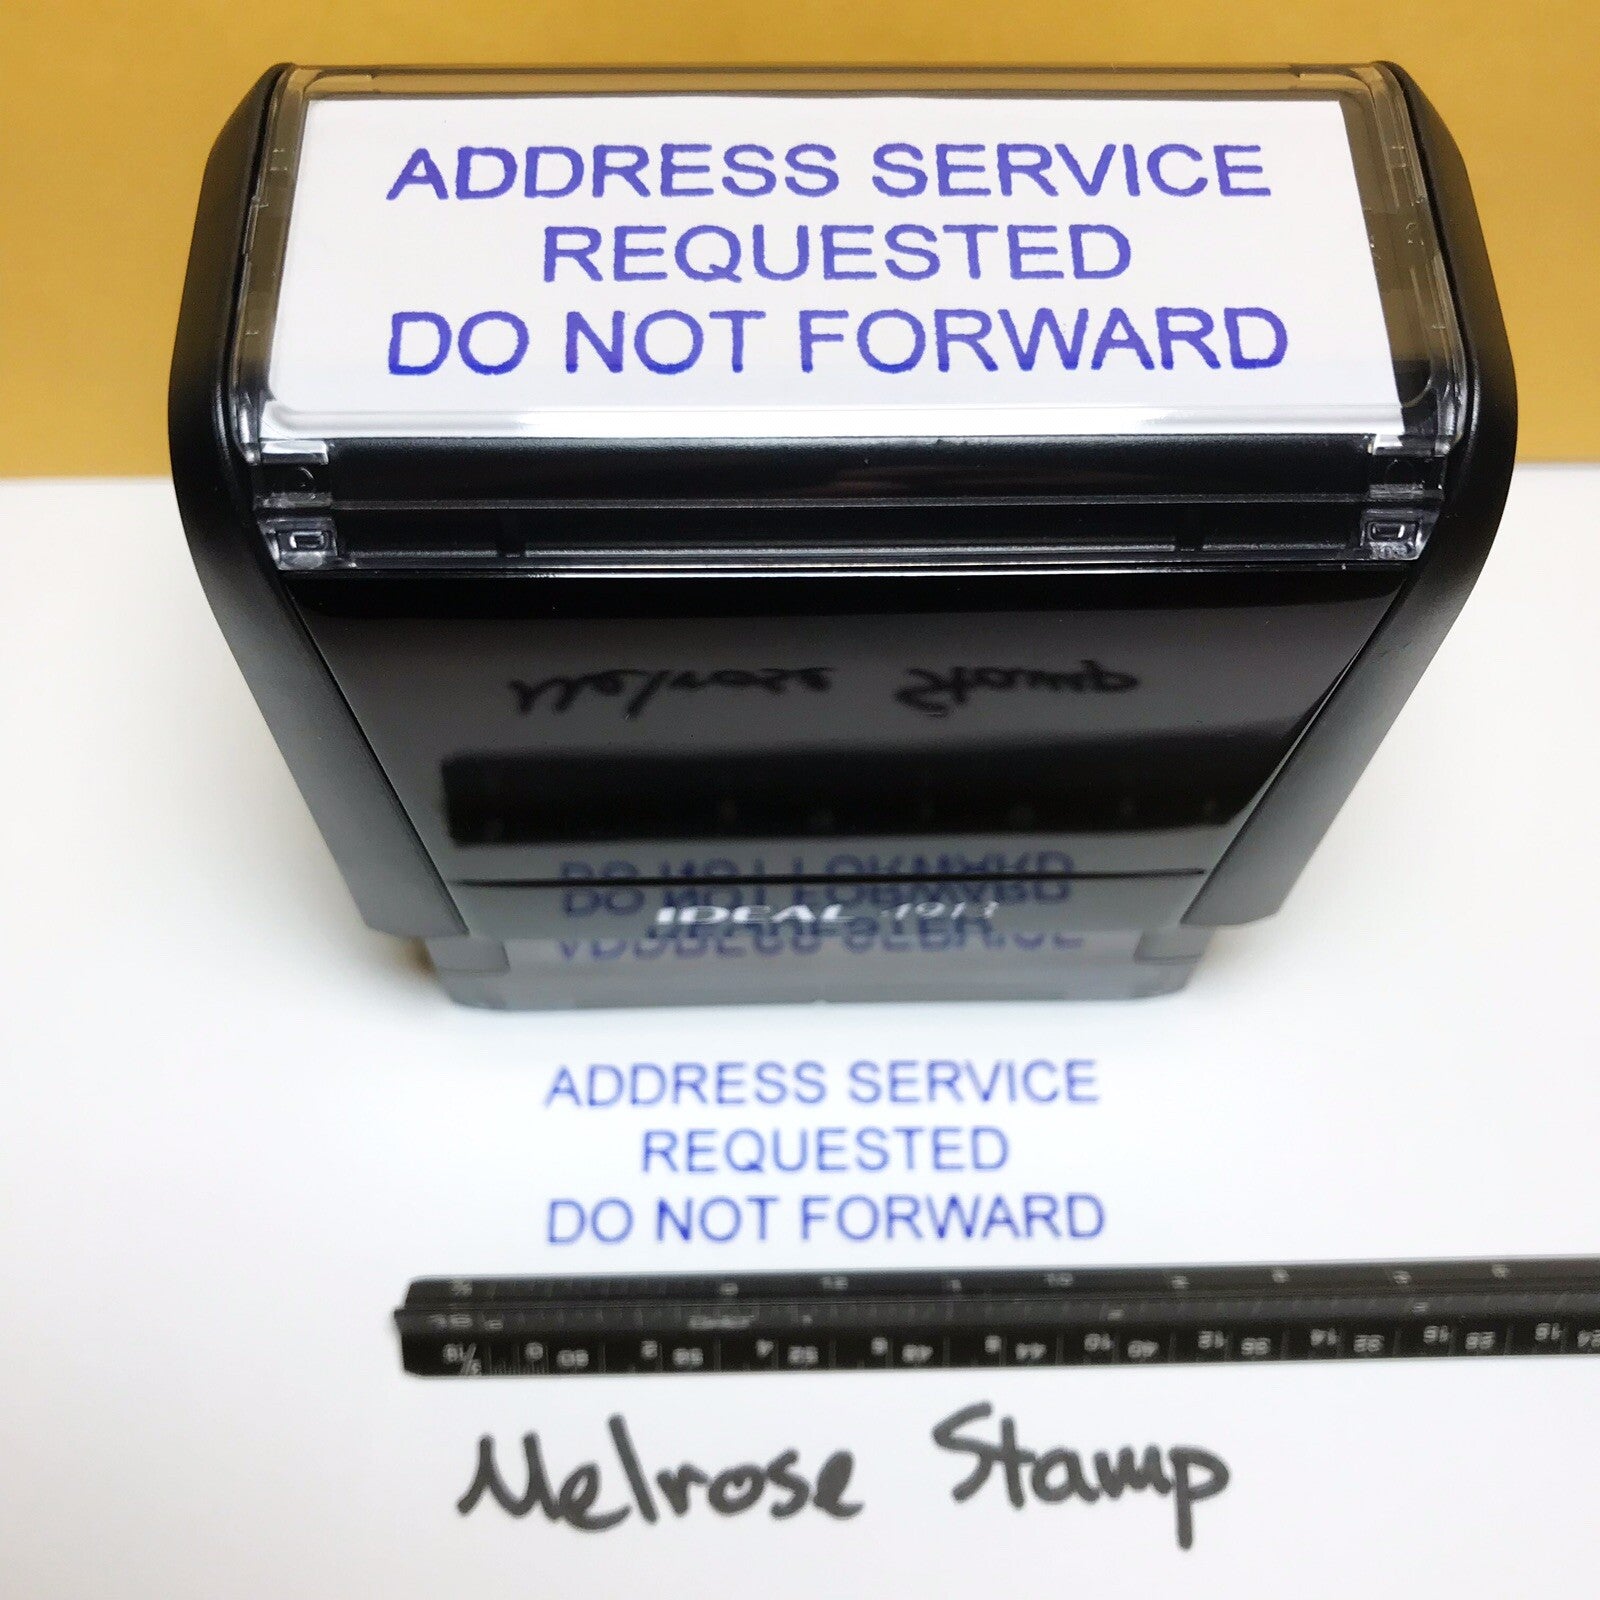 ADDRESS SERVICE
REQUESTED
DO NOT FORWARD
IDEAL
ADDRESS SERVICE
REQUESTED
DO NOT FORWARD
Melrose Stamp